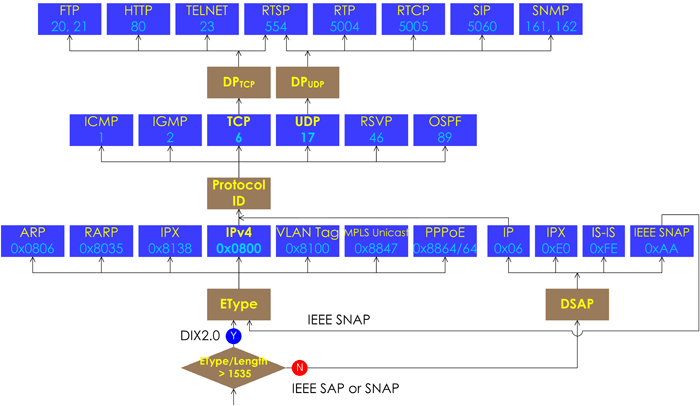 FTP HTTP TELNET RTSP RTP RTCP SIP SNMP
20, 21 80 23 554 5004 5005 5060 161, 162
DPTCP DPUDP
ICMP IGMP TCP UDP RSVP OSPF
1 2 6 17 46 89
Protocol
ID
ARP RARP IPX IPv4 VLAN Tag MPLS Unicast PPPoE IP IPX IS-IS IEEE SNAP
0x0806 0x8035 0x8138 0x0800 0x8100 0x8847 0x8864/64 0x06 0xE0 0xFE 0xAA
EType DSAP
IEEE SNAP
DIX2.0 Y
EType/Length
> 1535 N
IEEE SAP or SNAP